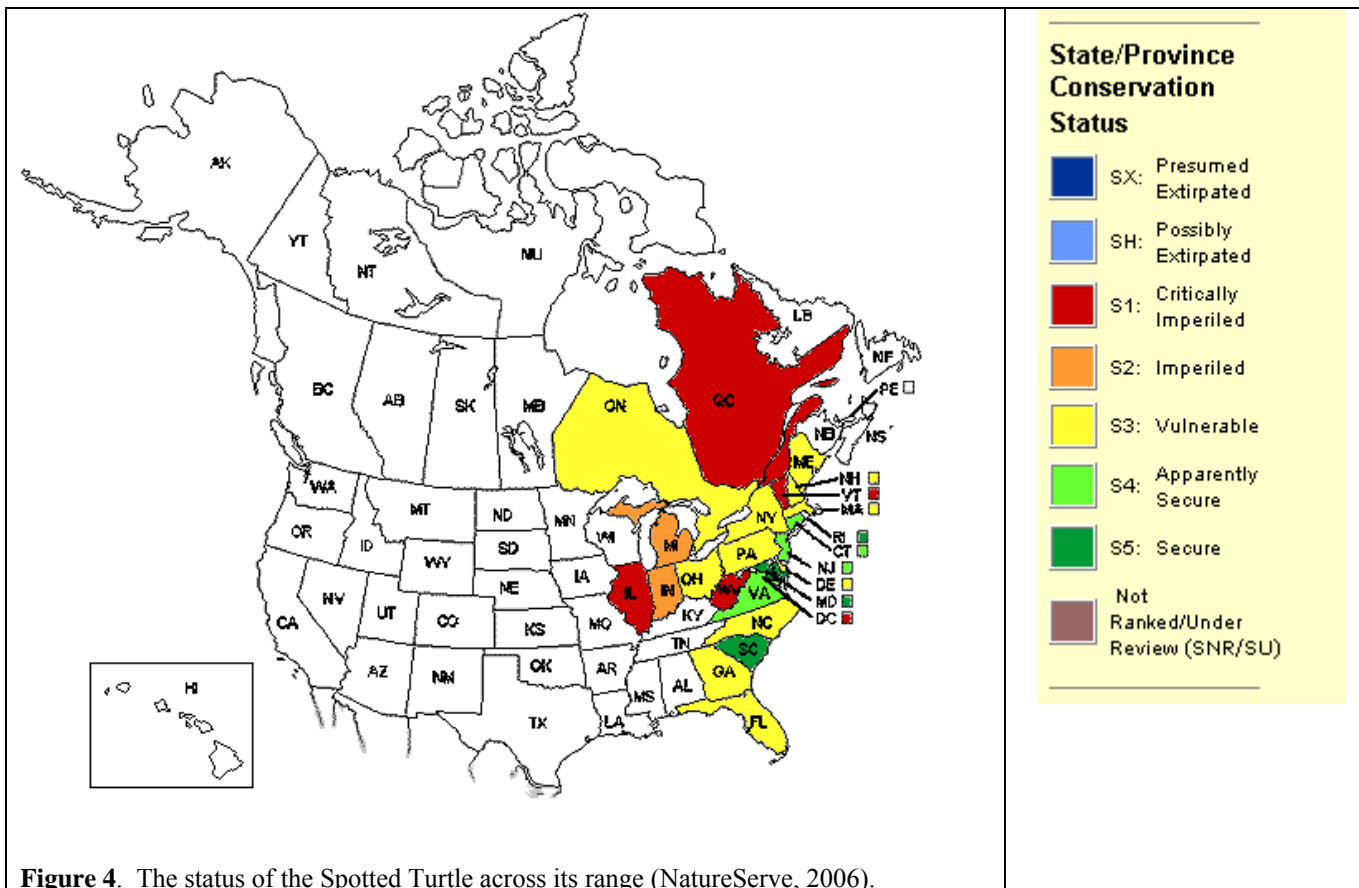 AK
YT
NT
NU
BC
AB
SK
MB
ON
QC
LB
NF
PE
NB
NS
ME
NH
VT
MA
RI
CT
NJ
DE
MD
DC
WA
OR
ID
MT
ND
MN
WI
MI
NY
SD
WY
NE
IA
IL
IN
OH
PA
WV
VA
NV
UT
CO
KS
MO
KY
NC
CA
AZ
NM
OK
AR
TN
SC
MS
AL
GA
TX
LA
FL
HI
Figure 4. The status of the Spotted Turtle across its range (NatureServe, 2006).
State/Province
Conservation
Status
SX: Presumed
Extirpated
SH: Possibly
Extirpated
S1: Critically
Imperiled
S2: Imperiled
S3: Vulnerable
S4: Apparently
Secure
S5: Secure
Not
Ranked/Under
Review (SNR/SU)